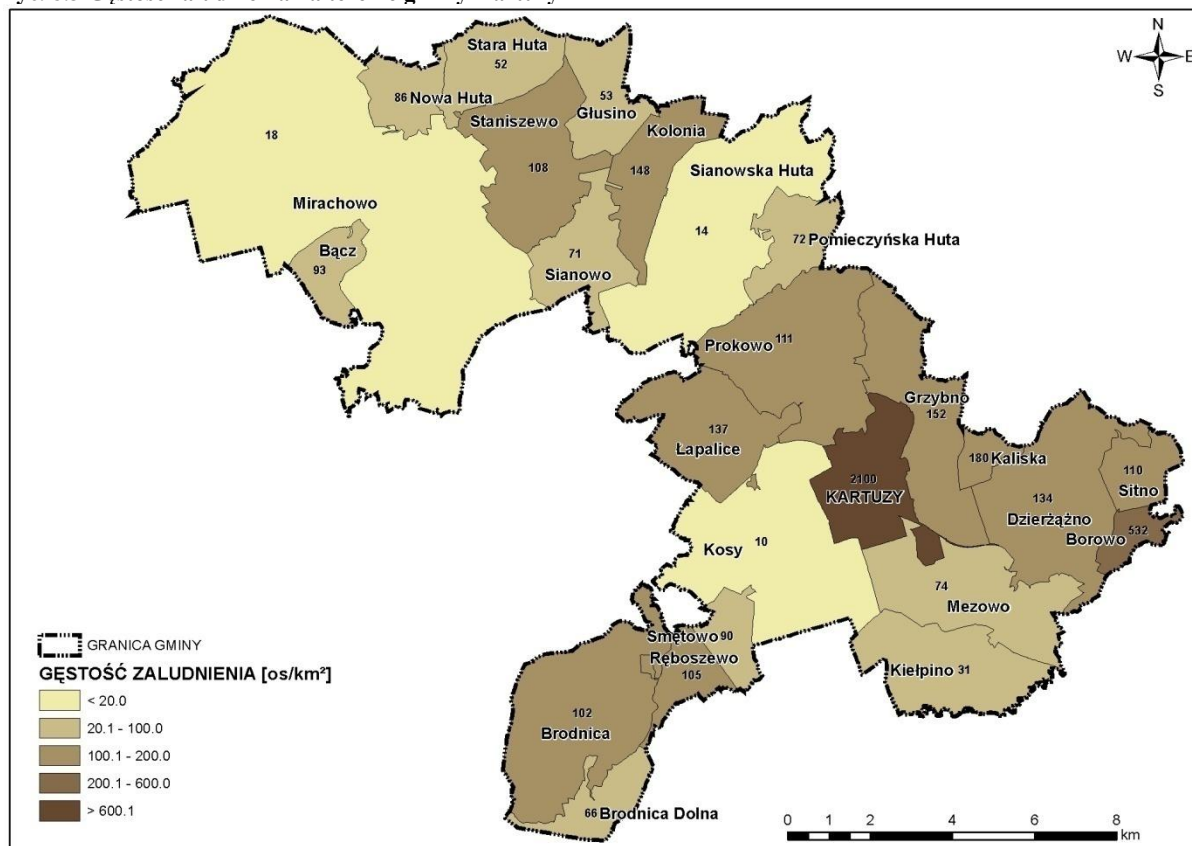 N
W E
S
Stara Huta
52
86 Nowa Huta
53
Głusino
Staniszewo
Kolonia
18
108
148
Sianowska Huta
Mirachowo
14
72 Pomieczyńska Huta
Bącz
93
71
Sianowo
Prokowo 111
Grzybno
152
137
Łapalice
180 Kaliska
110
Sitno
2100
KARTUZY
134
Dzierżążno
Borowo 532
Kosy 10
74
Mezowo
Smętowo 90
Ręboszewo
105
Kiełpino 31
102
Brodnica
66 Brodnica Dolna
GRANICA GMINY
GĘSTOŚĆ ZALUDNIENIA [os/km²]
< 20.0
20.1 - 100.0
100.1 - 200.0
200.1 - 600.0
> 600.1
0 1 2 4 6 8
km